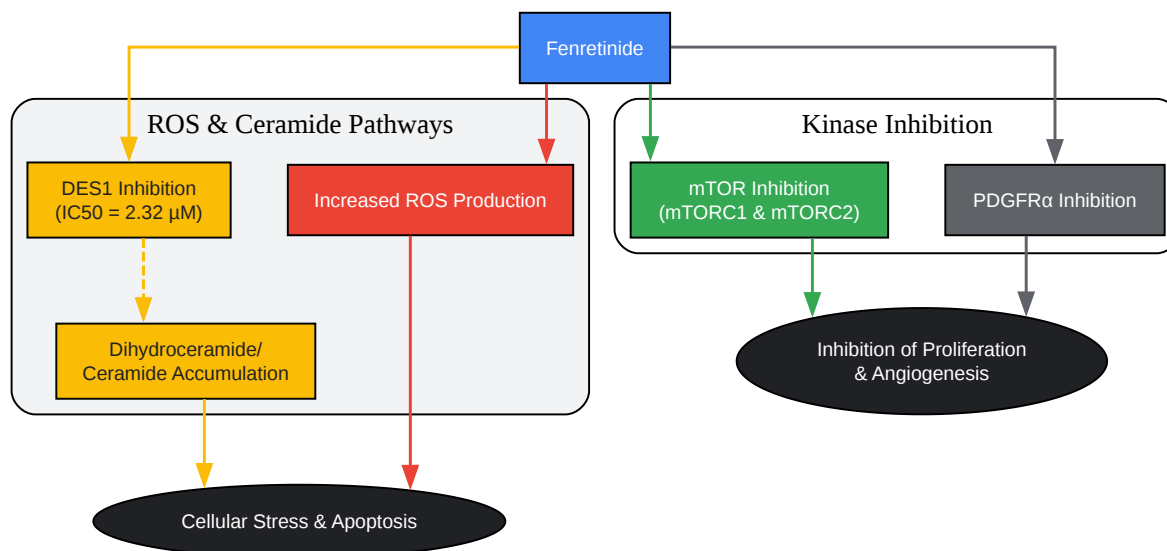 Fenretinide
ROS & Ceramide Pathways
Kinase Inhibition
DES1 Inhibition
(IC50 = 2.32 µM)
Increased ROS Production
mTOR Inhibition
(mTORC1 & mTORC2)
PDGFRα Inhibition
Dihydroceramide/
Ceramide Accumulation
Inhibition of Proliferation
& Angiogenesis
Cellular Stress & Apoptosis